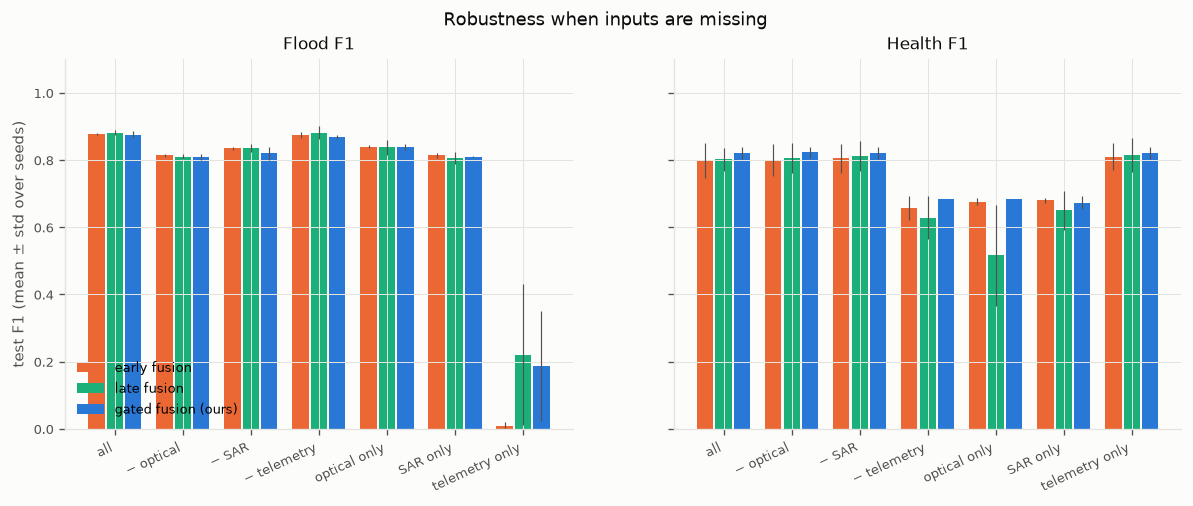 Robustness when inputs are missing
Flood F1
test F1 (mean ± std over seeds)
1.0
0.8
0.6
0.4
0.2
0.0
early fusion
late fusion
gated fusion (ours)
all
− optical
− SAR
− telemetry
optical only
SAR only
telemetry only
Health F1
all
− optical
− SAR
− telemetry
optical only
SAR only
telemetry only